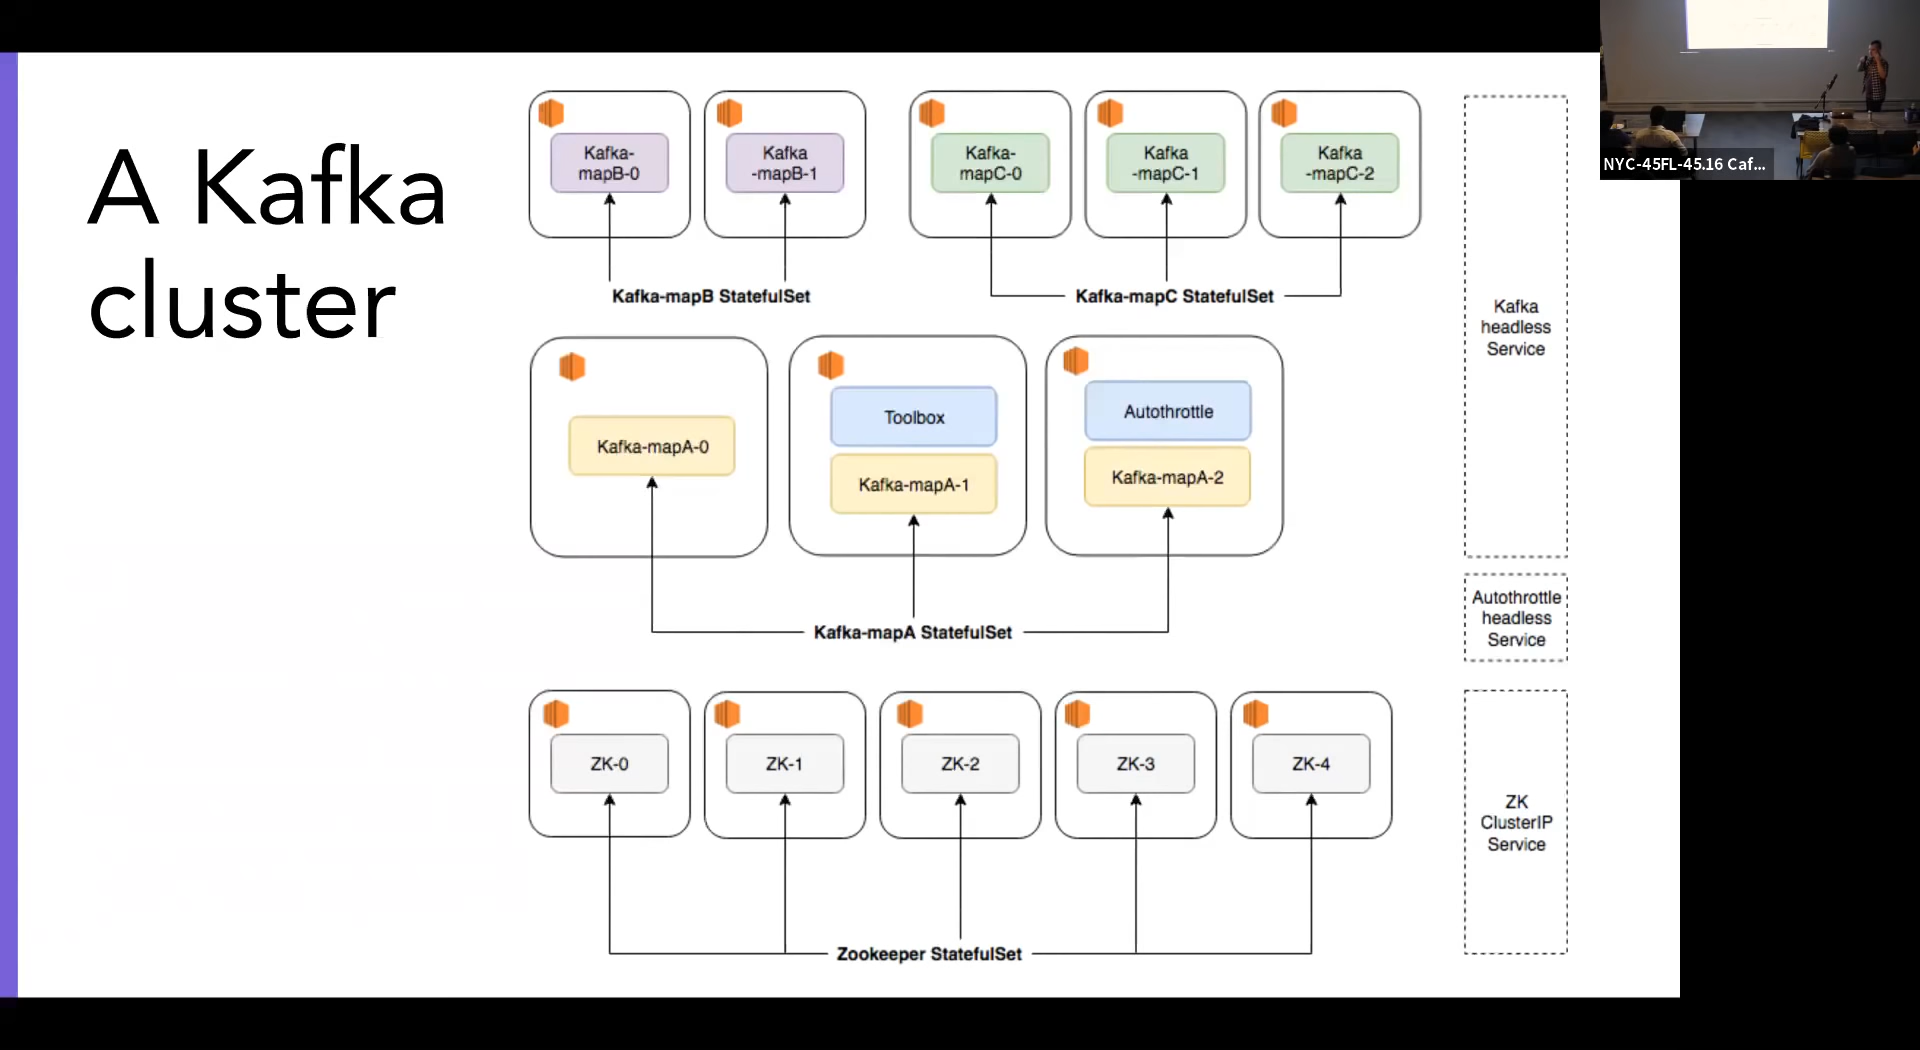 A Kafka
cluster
Kafka-
mapB-0
Kafka
-mapB-1
Kafka-
mapC-0
Kafka
-mapC-1
Kafka
-mapC-2
Kafka-mapB StatefulSet
Kafka-mapC StatefulSet
Kafka-mapA-0
Toolbox
Kafka-mapA-1
Autothrottle
Kafka-mapA-2
Kafka-mapA StatefulSet
ZK-0
ZK-1
ZK-2
ZK-3
ZK-4
Zookeeper StatefulSet
Kafka
headless
Service
Autothrottle
headless
Service
ZK
ClusterIP
Service
NYC-45FL-45.16 Caf...